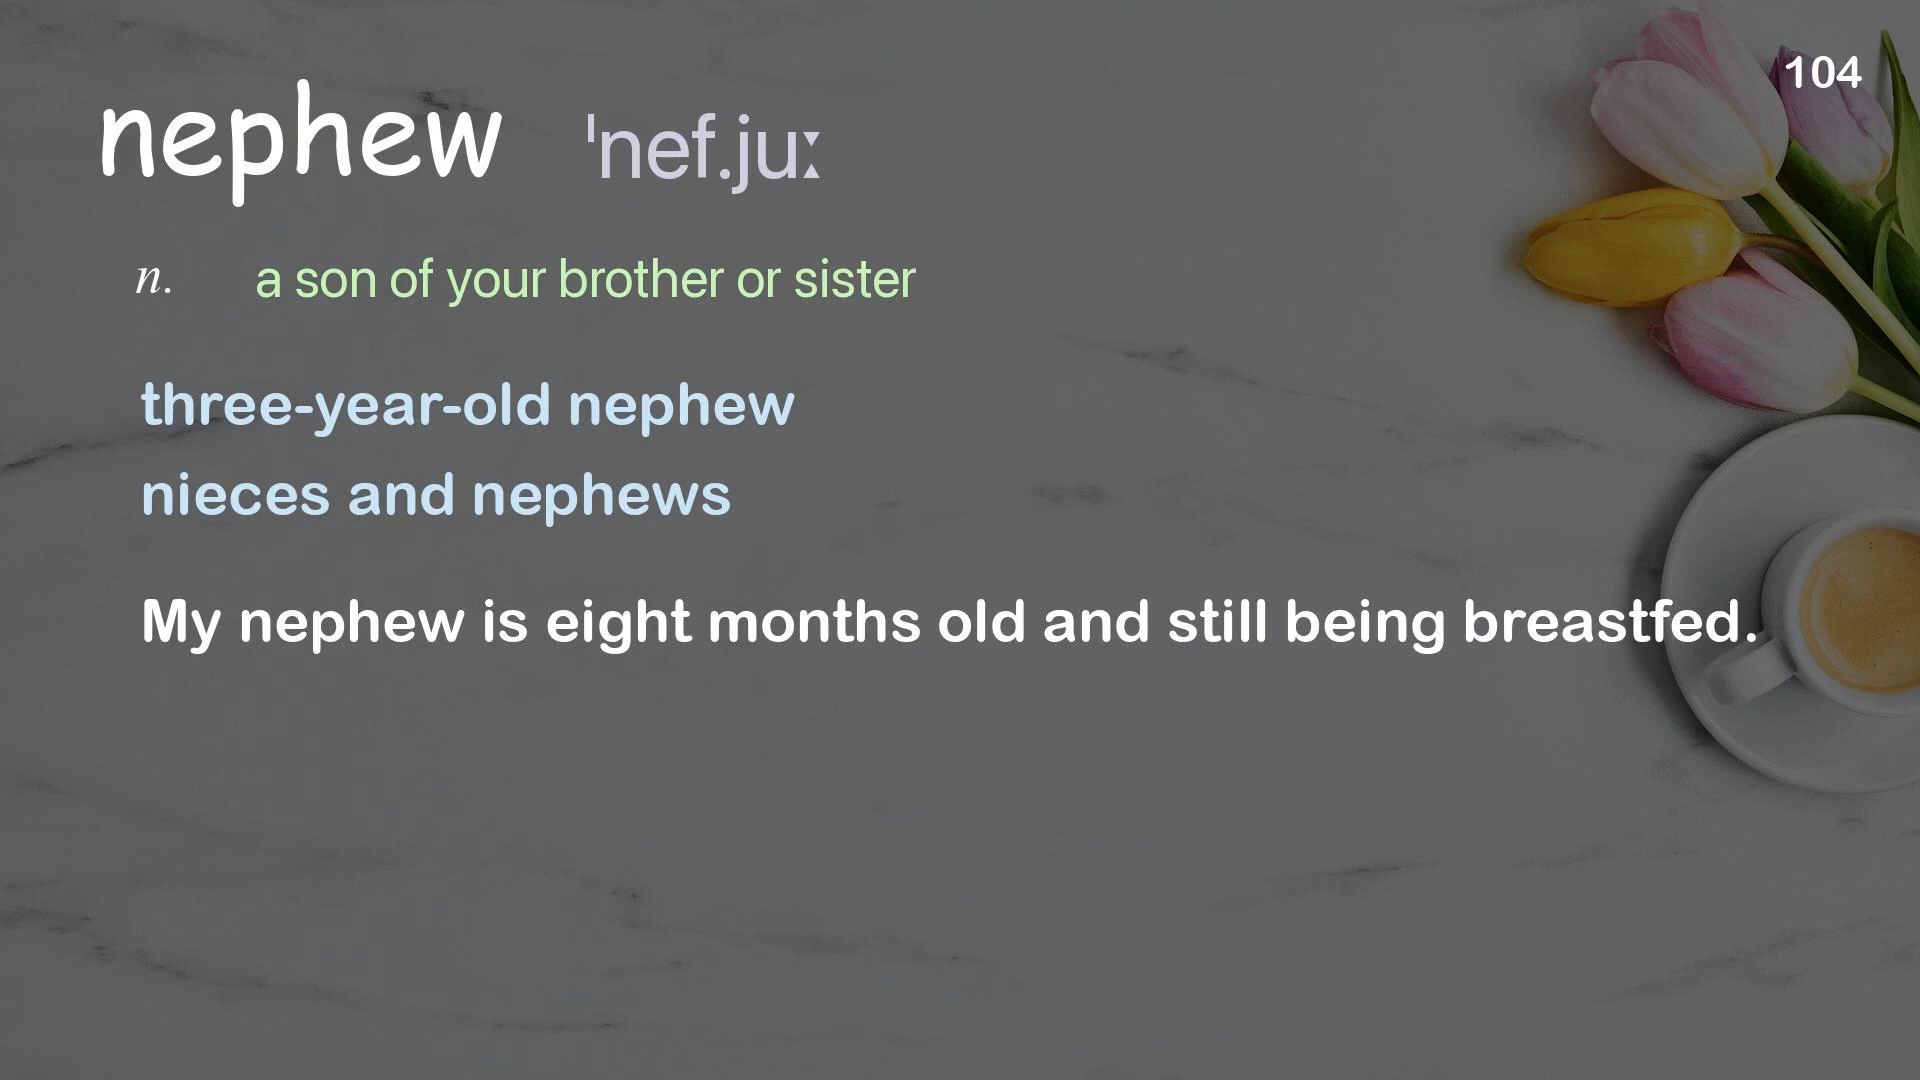 104
nephew ˈnef.juː
n. a son of your brother or sister
three-year-old nephew
nieces and nephews
My nephew is eight months old and still being breastfed.